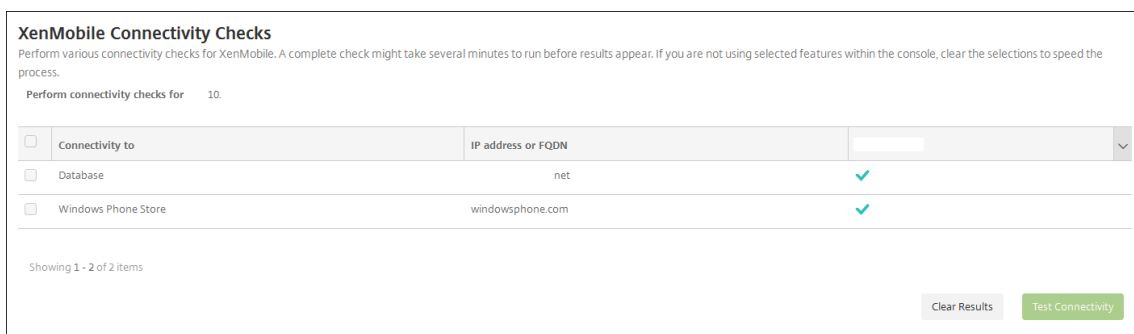 XenMobile Connectivity Checks
Perform various connectivity checks for XenMobile. A complete check might take several minutes to run before results appear. If you are not using selected features within the console, clear the selections to speed the
process.
Perform connectivity checks for 10.
Connectivity to IP address or FQDN
Database net
Windows Phone Store windowsphone.com
Showing 1 - 2 of 2 items
Clear Results Test Connectivity